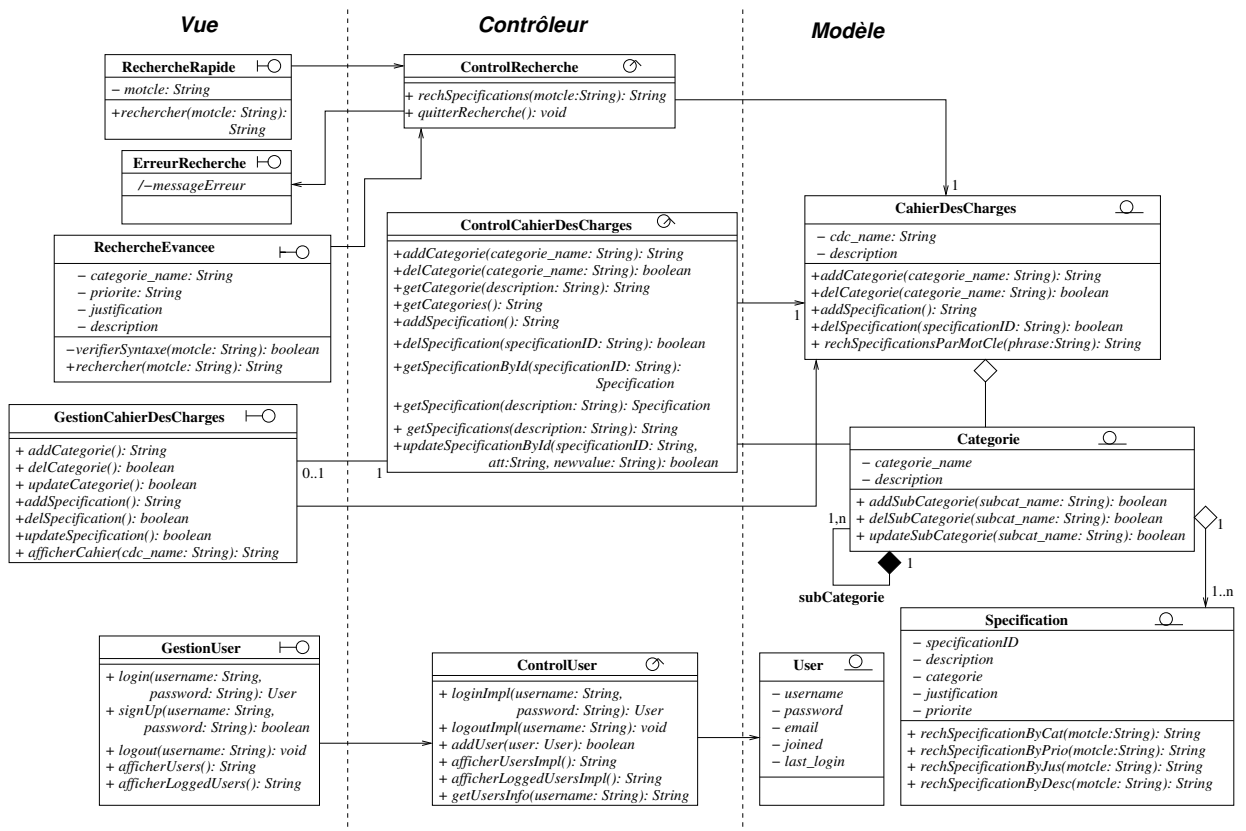 Vue
Contrôleur
Modèle
RechercheRapide
− motcle: String
+rechercher(motcle: String):
String
ErreurRecherche
/−messageErreur
RechercheEvancee
− categorie_name: String
− priorite: String
− justification
− description
−verifierSyntaxe(motcle: String): boolean
+rechercher(motcle: String): String
GestionCahierDesCharges
+ addCategorie(): String
+ delCategorie(): boolean
+ updateCategorie(): boolean
+addSpecification(): String
+delSpecification(): boolean
+updateSpecification(): boolean
+ afficherCahier(cdc_name: String): String
0..1
1
GestionUser
+ login(username: String,
password: String): User
+ signUp(username: String,
password: String): boolean
+ logout(username: String): void
+ afficherUsers(): String
+ afficherLoggedUsers(): String
ControlRecherche
+ rechSpecifications(motcle:String): String
+ quitterRecherche(): void
ControlCahierDesCharges
+addCategorie(categorie_name: String): String
+delCategorie(categorie_name: String): boolean
+getCategorie(description: String): String
+getCategories(): String
+addSpecification(): String
+delSpecification(specificationID: String): boolean
+getSpecificationById(specificationID: String):
Specification
+getSpecification(description: String): Specification
+ getSpecifications(description: String): String
+updateSpecificationById(specificationID: String,
att:String, newvalue: String): boolean
ControlUser
+ loginImpl(username: String,
password: String): User
+ logoutImpl(username: String): void
+ addUser(user: User): boolean
+ afficherUsersImpl(): String
+ afficherLoggedUsersImpl(): String
+ getUsersInfo(username: String): String
1
CahierDesCharges
− cdc_name: String
− description
+addCategorie(categorie_name: String): String
+delCategorie(categorie_name: String): boolean
+addSpecification(): String
+delSpecification(specificationID: String): boolean
+ rechSpecificationsParMotCle(phrase:String): String
1
Categorie
− categorie_name
− description
+ addSubCategorie(subcat_name: String): boolean
+ delSubCategorie(subcat_name: String): boolean
+ updateSubCategorie(subcat_name: String): boolean
1,n
1
1
subCategorie
1..n
Specification
− specificationID
− description
− categorie
− justification
− priorite
+ rechSpecificationByCat(motcle:String): String
+ rechSpecificationByPrio(motcle:String): String
+ rechSpecificationByJus(motcle: String): String
+ rechSpecificationByDesc(motcle: String): String
User
− username
− password
− email
− joined
− last_login